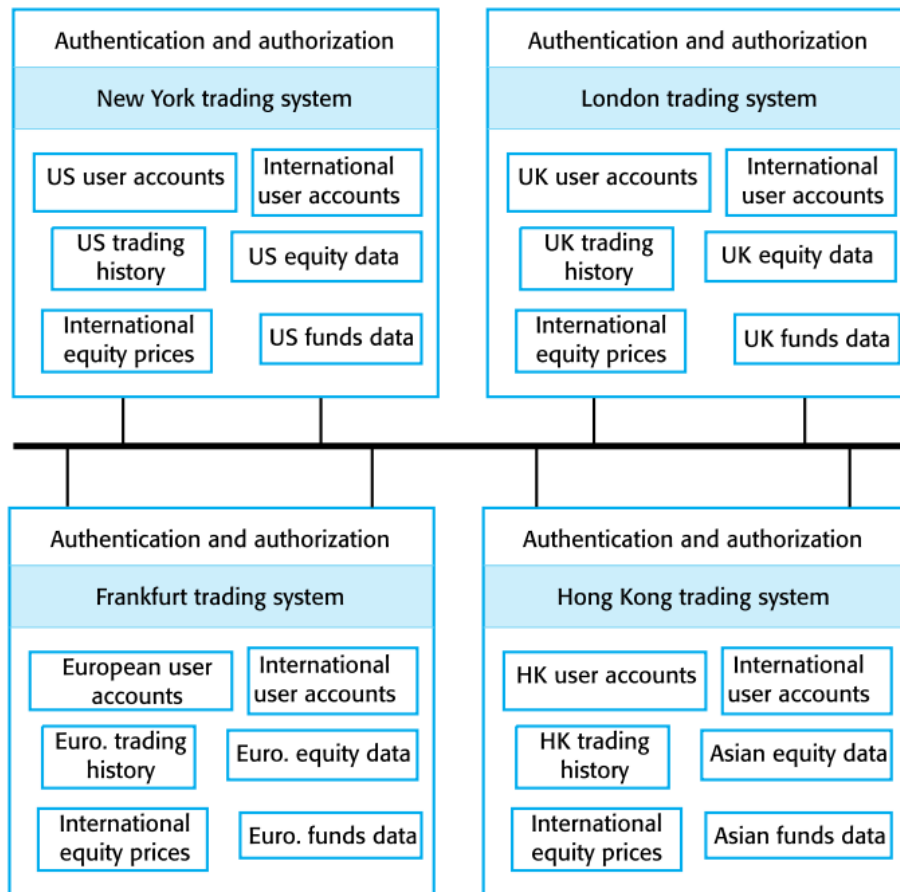 Authentication and authorization
New York trading system
US user accounts
International
user accounts
US trading
history
US equity data
International
equity prices
US funds data
Authentication and authorization
London trading system
UK user accounts
International
user accounts
UK trading
history
UK equity data
International
equity prices
UK funds data
Authentication and authorization
Frankfurt trading system
European user
accounts
International
user accounts
Euro. trading
history
Euro. equity data
International
equity prices
Euro. funds data
Authentication and authorization
Hong Kong trading system
HK user accounts
International
user accounts
HK trading
history
Asian equity data
International
equity prices
Asian funds data